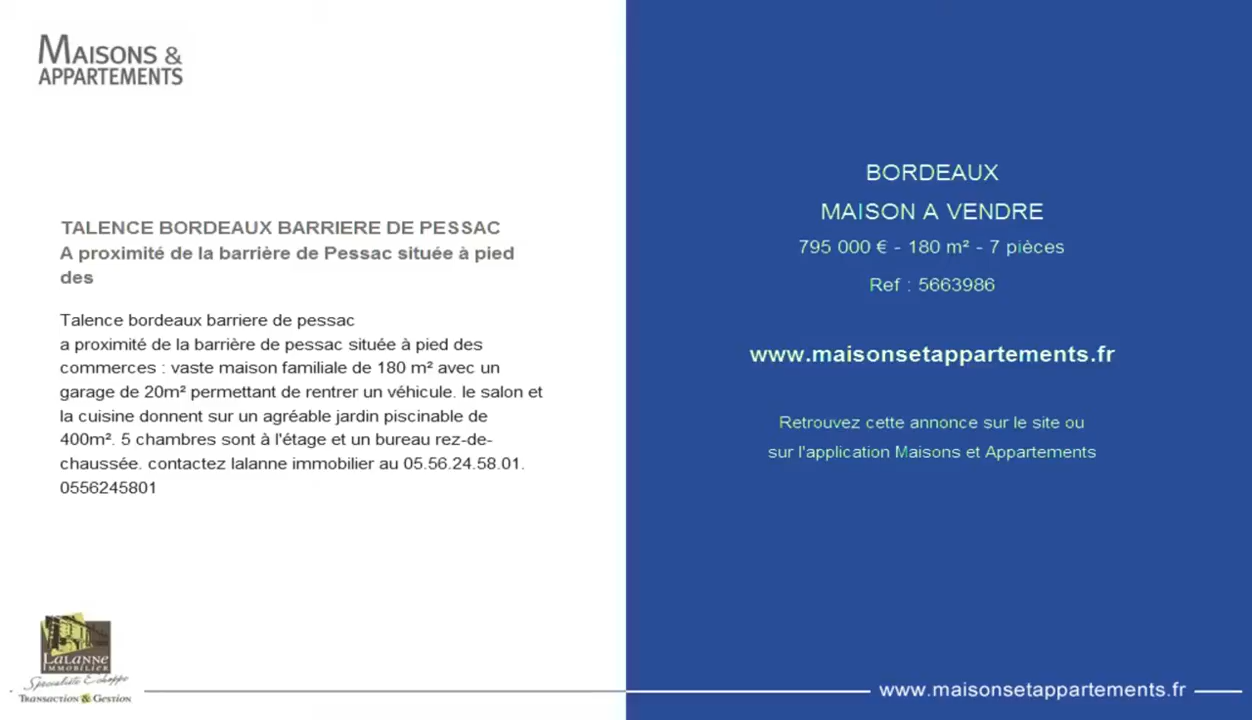 MAISONS &
APPARTEMENTS
TALENCE BORDEAUX BARRIERE DE PESSAC
A proximité de la barrière de Pessac située à pied
des
Talence bordeaux barriere de pessac
a proximité de la barrière de pessac située à pied des
commerces : vaste maison familiale de 180 m² avec un
garage de 20m² permettant de rentrer un véhicule. le salon et
la cuisine donnent sur un agréable jardin piscinable de
400m². 5 chambres sont à l'étage et un bureau rez-de-
chaussée. contactez lalanne immobilier au 05.56.24.58.01.
0556245801
LALANNE
IMMOBILIER
Spécialiste Echoppe
TRANSACTION & GESTION
BORDEAUX
MAISON A VENDRE
795 000 € - 180 m² - 7 pièces
Ref : 5663986
www.maisonsetappartements.fr
Retrouvez cette annonce sur le site ou
sur l'application Maisons et Appartements
www.maisonsetappartements.fr